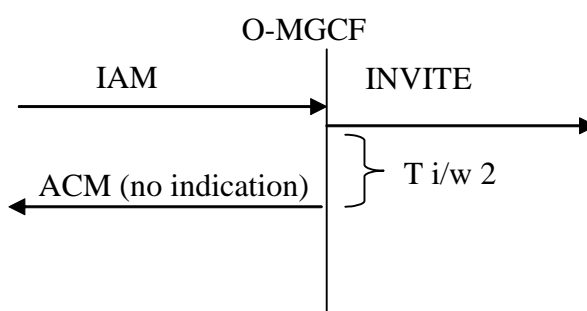 O-MGCF
IAM
INVITE
T i/w 2
ACM (no indication)